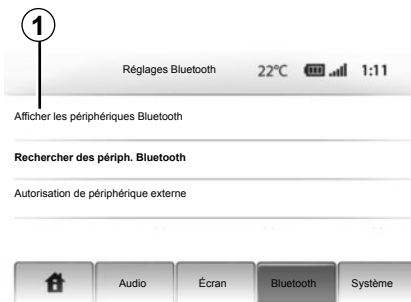 1
Réglages Bluetooth 22°C 1:11
Afficher les périphériques Bluetooth
Rechercher des périph. Bluetooth
Autorisation de périphérique externe
Audio Écran Bluetooth Système